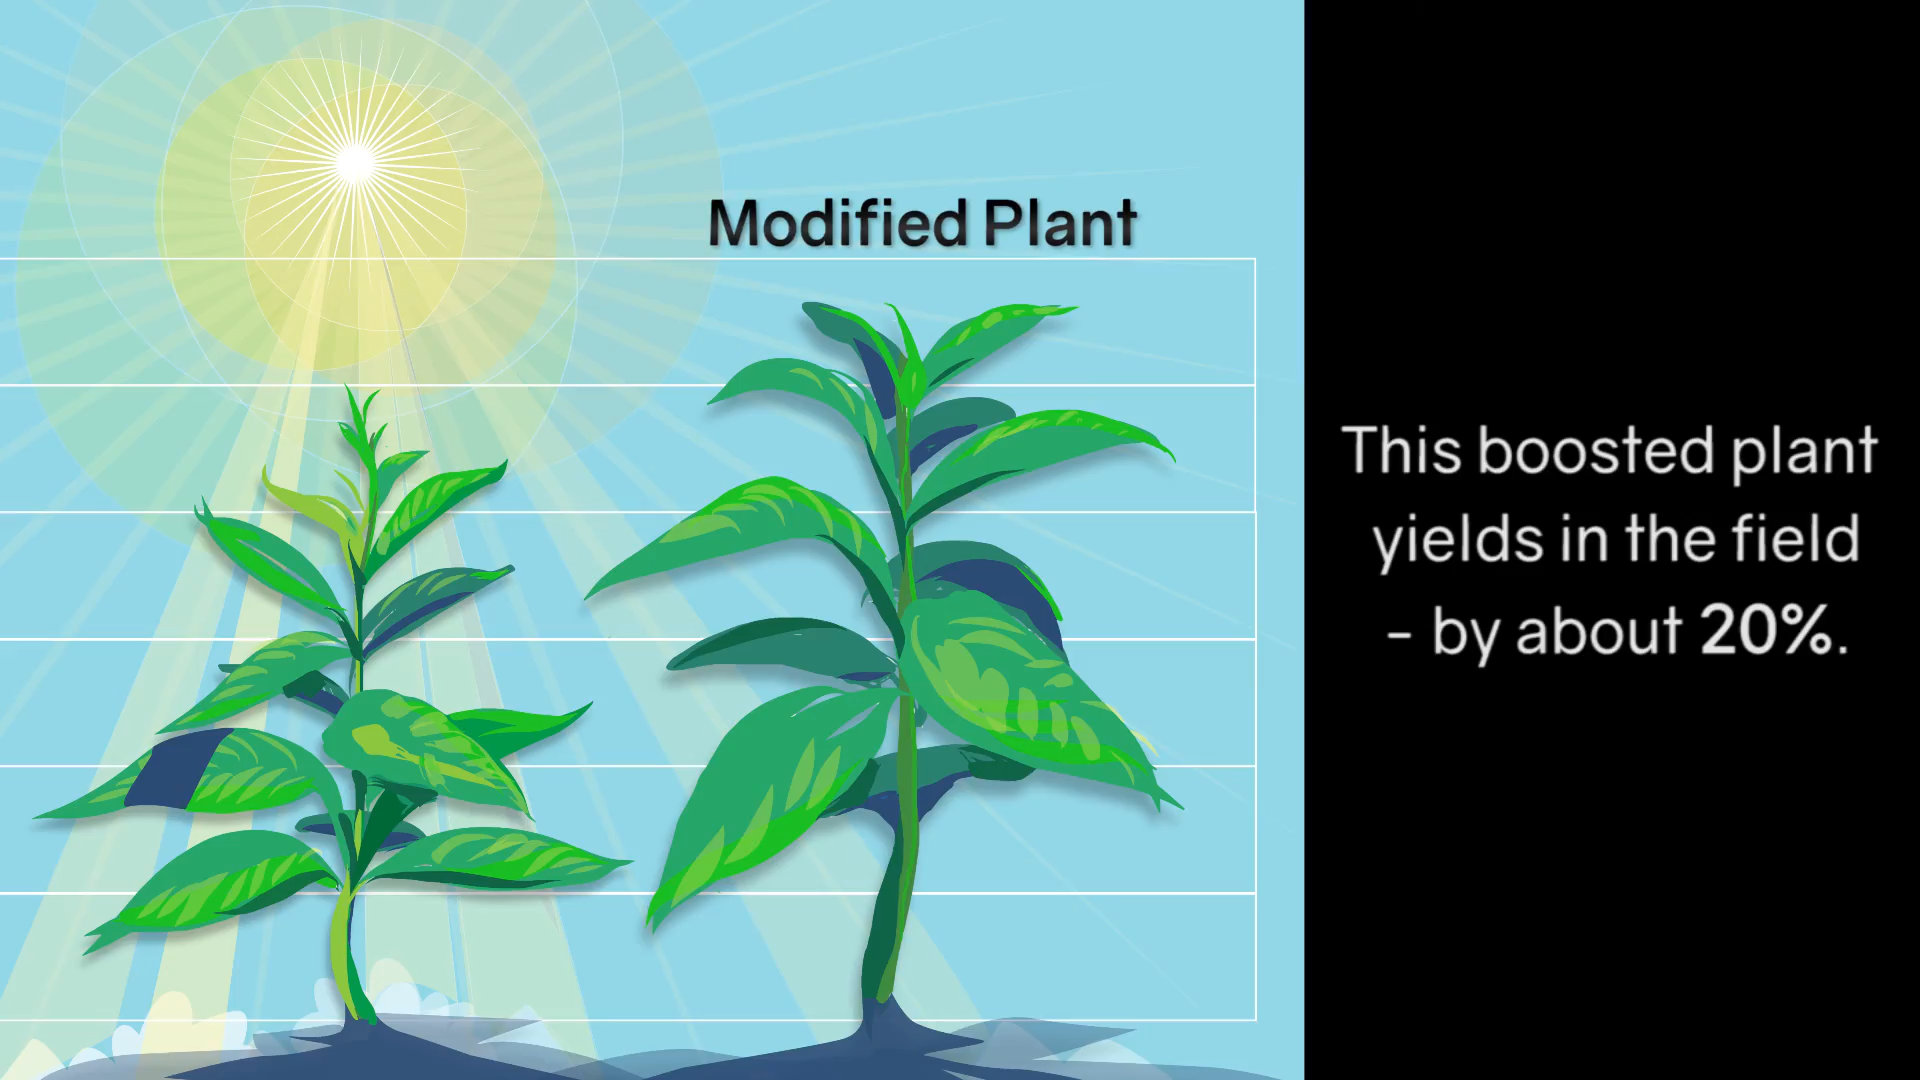 Modified Plant
This boosted plant
yields in the field
- by about 20%.